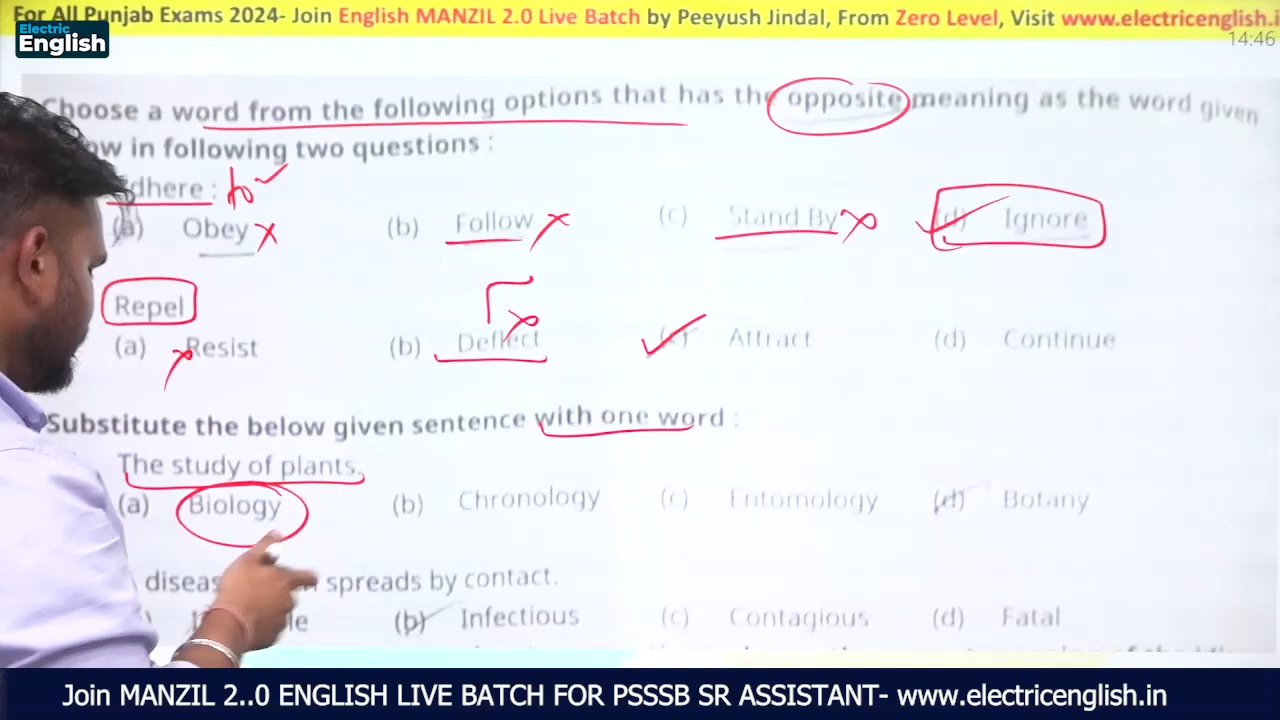 For All Punjab Exams 2024- Join English MANZIL 2.0 Live Batch by Peeyush Jindal, From Zero Level, Visit www.electricenglish.i
Electric
English
14:46
Choose a word from the following options that has the opposite meaning as the word given
in following two questions :
Adhere : to
(a) Obey (b) Follow (c) Stand By (d) Ignore
Repel
(a) Resist (b) Deflect (c) Attract (d) Continue
Substitute the below given sentence with one word :
The study of plants.
(a) Biology (b) Chronology (c) Entomology (d) Botany
spreads by contact.
(b) Infectious (c) Contagious (d) Fatal
Join MANZIL 2..0 ENGLISH LIVE BATCH FOR PSSSB SR ASSISTANT- www.electricenglish.in